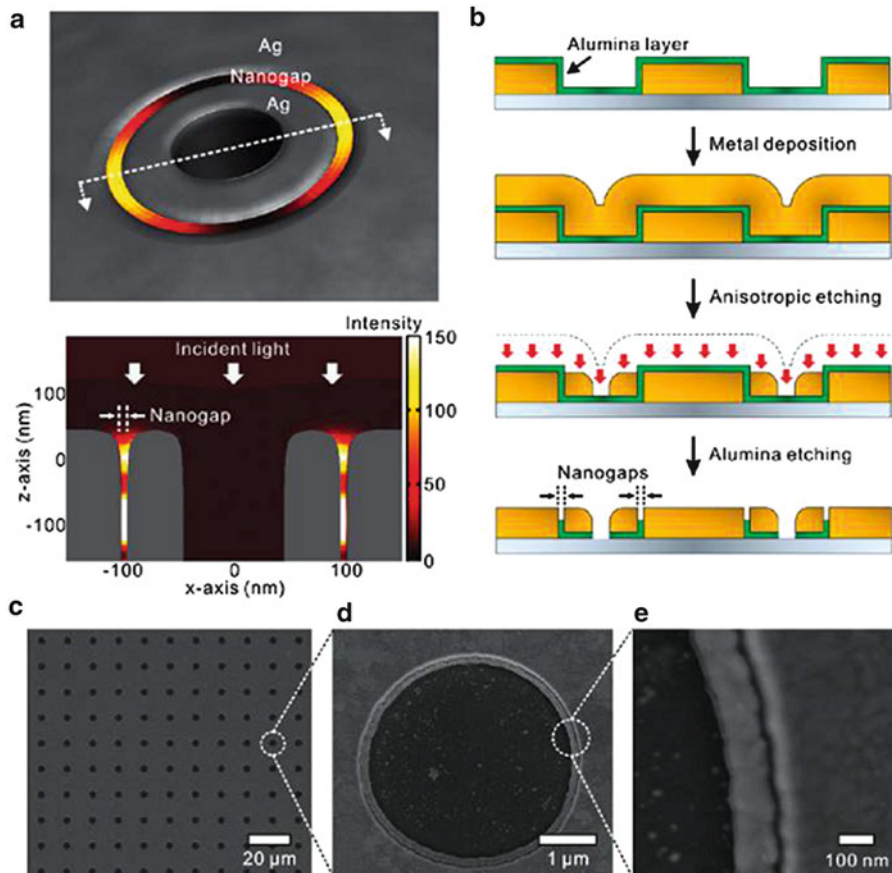 a
Ag
Nanogap
Ag
Intensity
150
100
50
0
Incident light
Nanogap
z-axis (nm)
100
0
-100
-100
0
100
x-axis (nm)
b
Alumina layer
Metal deposition
Anisotropic etching
Alumina etching
Nanogaps
c
20 μm
d
1 μm
e
100 nm